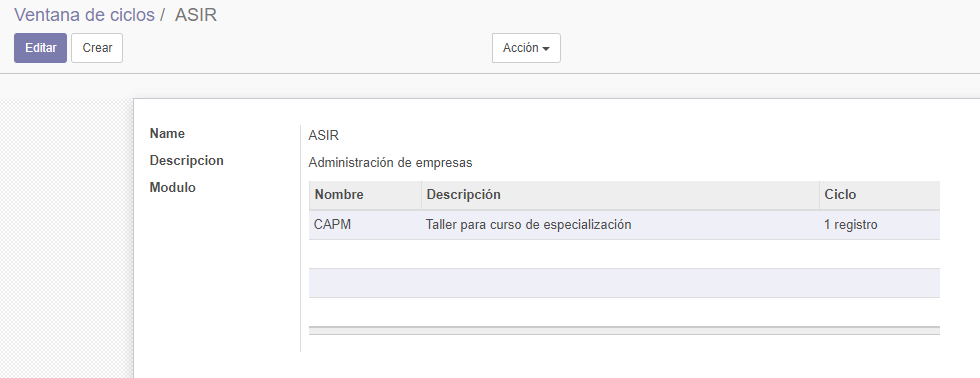 Ventana de ciclos / ASIR
Editar Crear Acción
Name ASIR
Descripcion Administración de empresas
Modulo
Nombre Descripción Ciclo
CAPM Taller para curso de especialización 1 registro